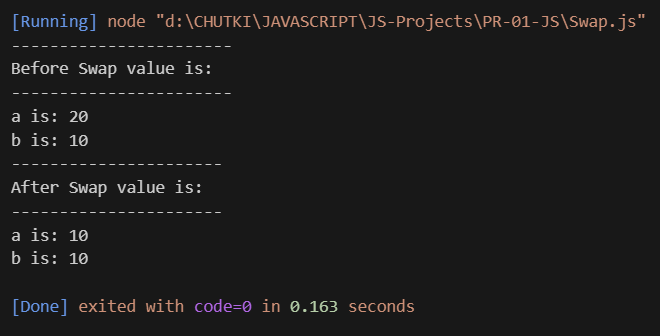 [Running] node "d:\CHUTKI\JAVASCRIPT\JS-Projects\PR-01-JS\Swap.js"
-----------------------
Before Swap value is:
-----------------------
a is: 20
b is: 10
----------------------
After Swap value is:
----------------------
a is: 10
b is: 10
[Done] exited with code=0 in 0.163 seconds